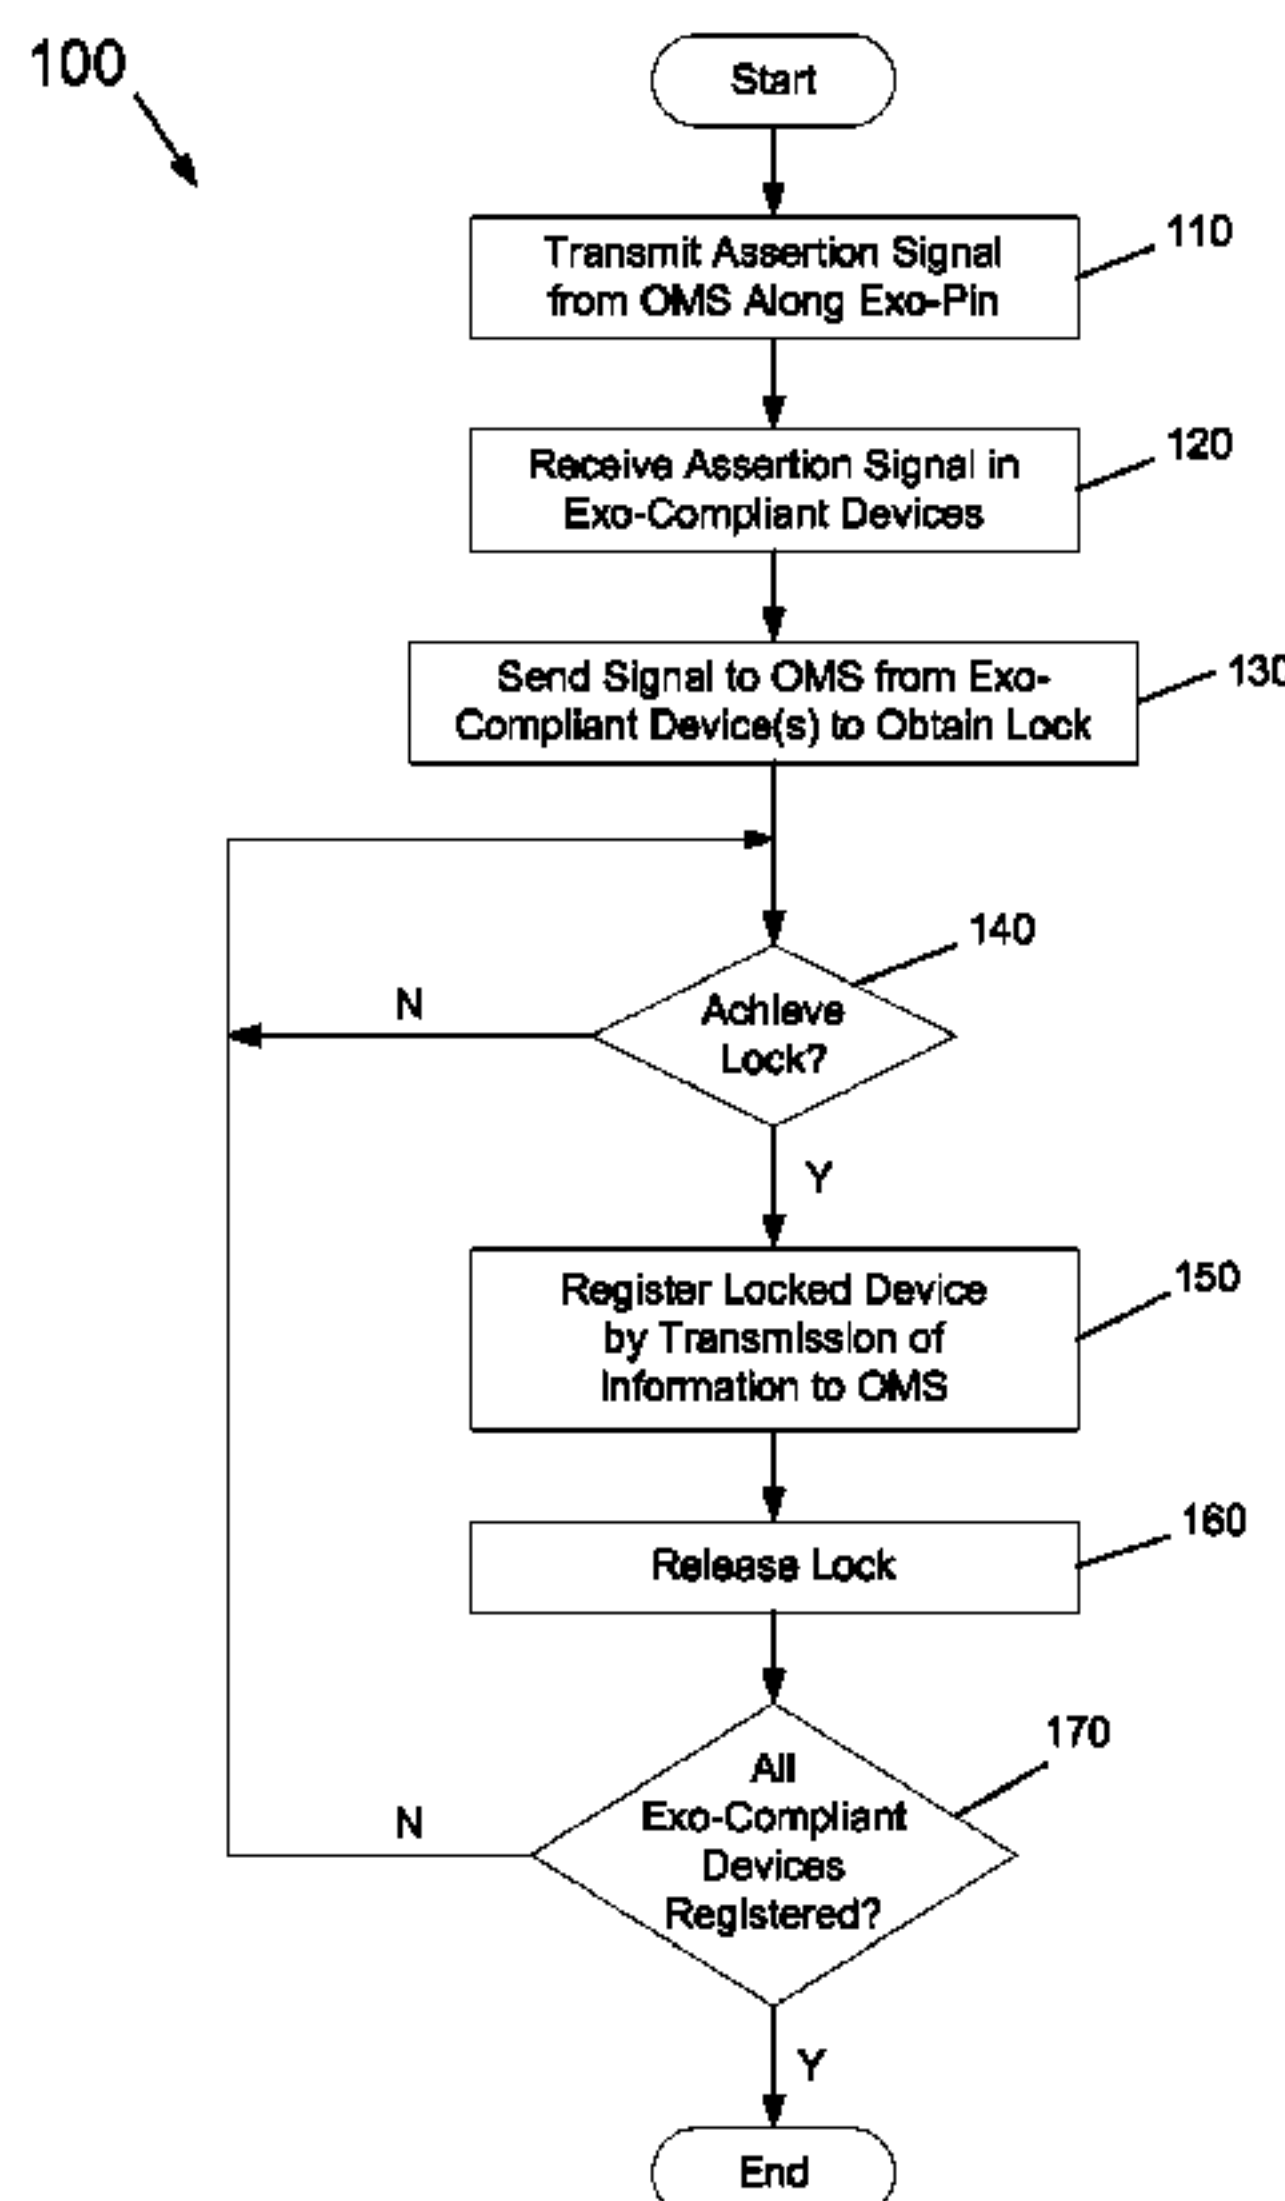 100
Start
Transmit Assertion Signal
from OMS Along Exo-Pin
110
Receive Assertion Signal in
Exo-Compliant Devices
120
Send Signal to OMS from Exo-
Compliant Device(s) to Obtain Lock
130
Achieve
Lock?
140
N
Y
Register Locked Device
by Transmission of
Information to OMS
150
Release Lock
160
All
Exo-Compliant
Devices
Registered?
170
N
Y
End